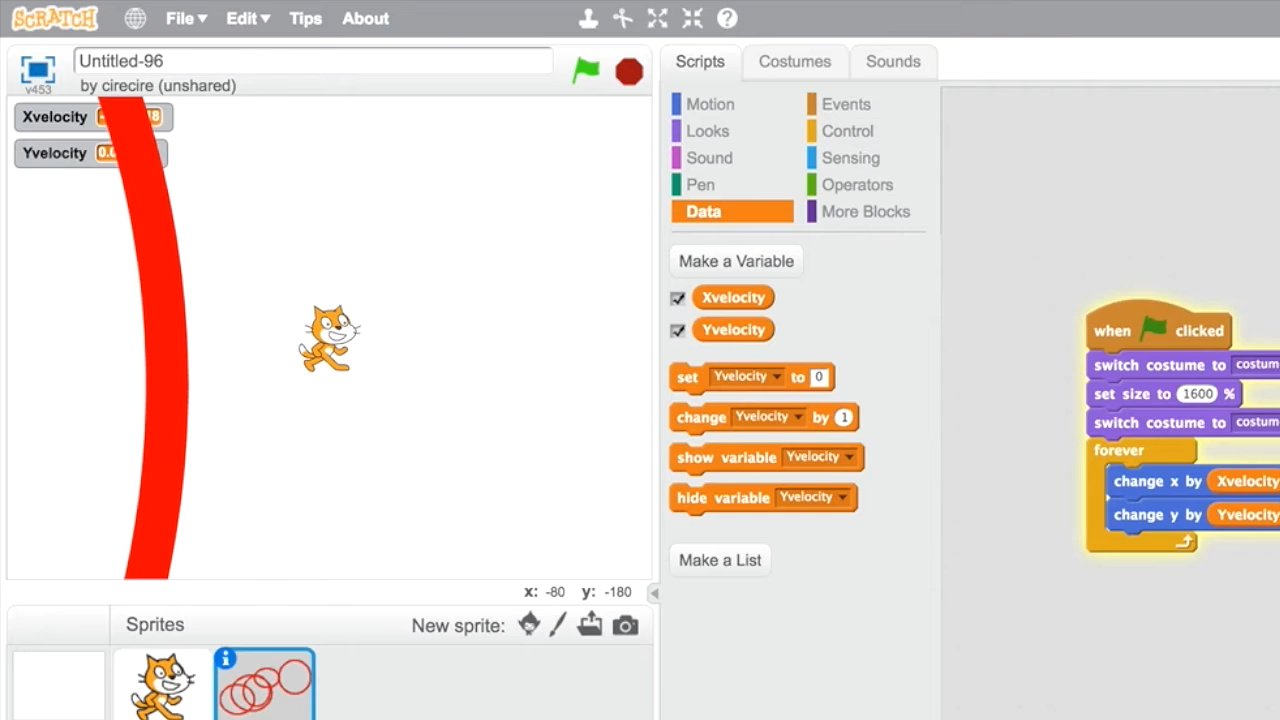 SCRATCH File Edit Tips About
Untitled-96
by cirecire (unshared)
v453
Xvelocity
Yvelocity
x: -80 y: -180
Sprites
New sprite:
Scripts Costumes Sounds
Motion Events
Looks Control
Sound Sensing
Pen Operators
Data More Blocks
Make a Variable
Xvelocity
Yvelocity
set Yvelocity to 0
change Yvelocity by 1
show variable Yvelocity
hide variable Yvelocity
Make a List
when clicked
switch costume to
set size to 1600 %
switch costume to
forever
change x by Xvelocity
change y by Yvelocity